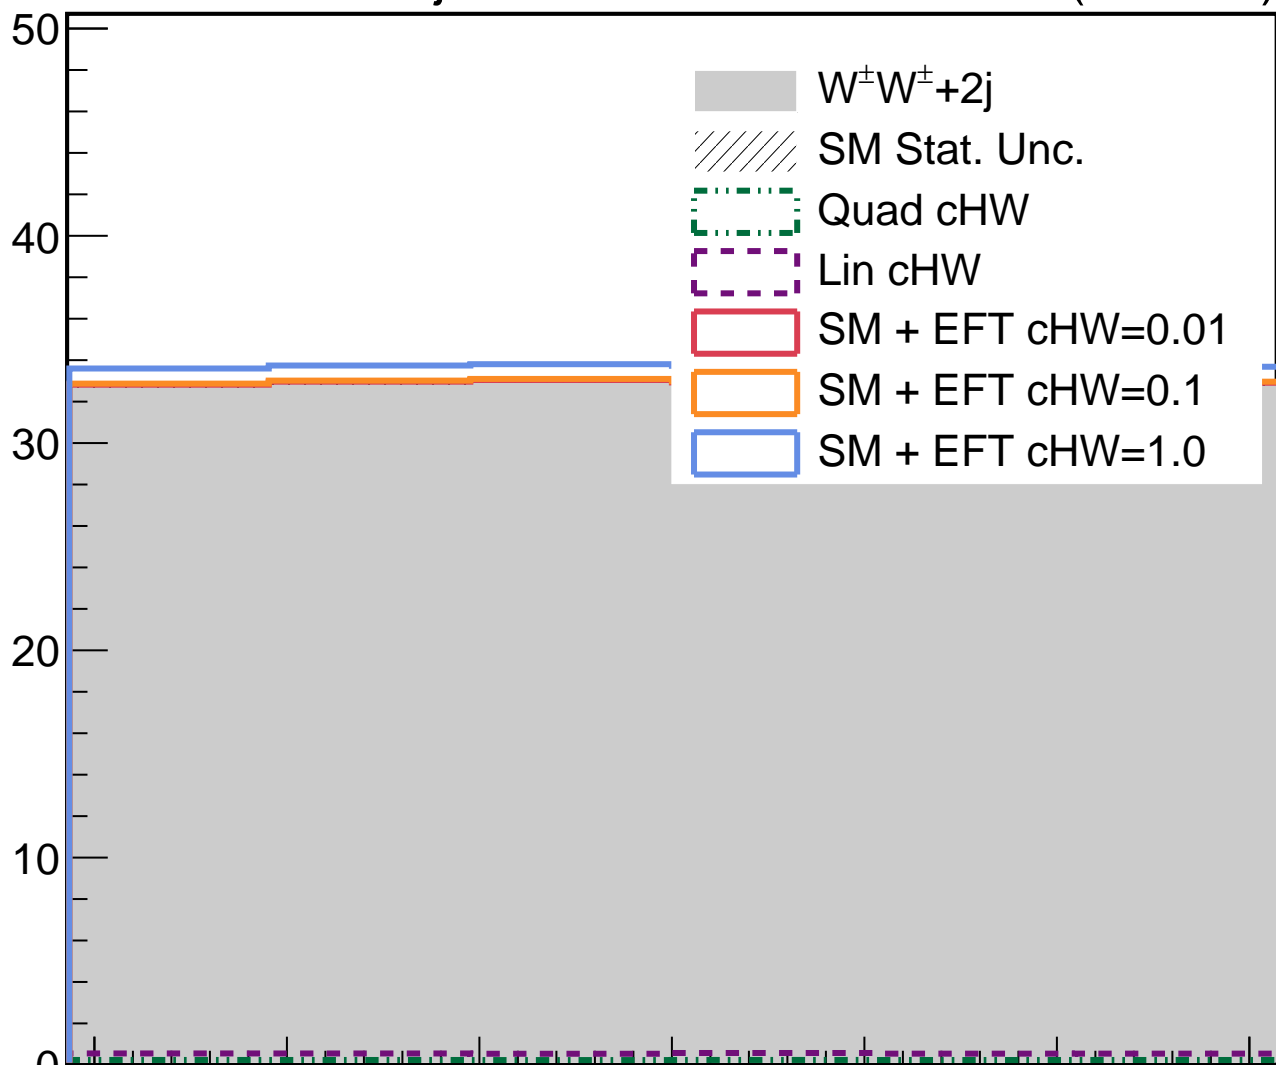 50
W±W±+2j
SM Stat. Unc.
Quad cHW
40
Lin cHW
SM + EFT cHW=0.01
SM + EFT cHW=0.1
30
SM + EFT cHW=1.0
20
10
0